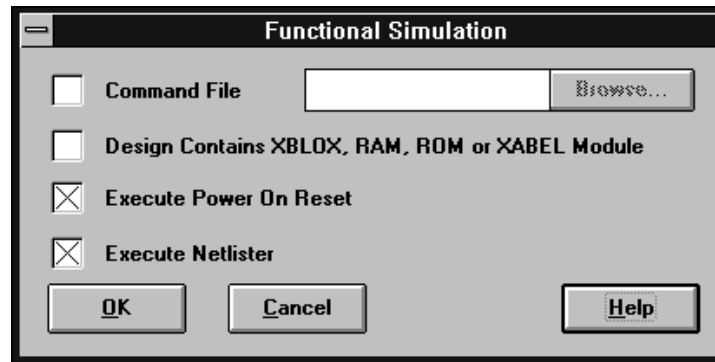 Functional Simulation
Command File Browse...
Design Contains XBLOX, RAM, ROM or XABEL Module
Execute Power On Reset
Execute Netlister
OK Cancel Help